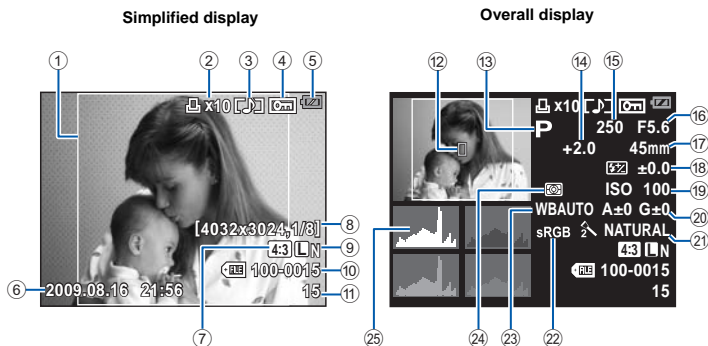 Simplified display
Overall display
① ② ③ ④ ⑤
x10
[4032x3024,1/8] ⑧
4:3 L N ⑨
FILE 100-0015 ⑩
⑥ 2009.08.16 21:56 15 ⑪
⑦
⑫ ⑬ ⑭ ⑮
x10
P 250 F5.6 ⑯
+2.0 45mm ⑰
±0.0 ⑱
ISO 100 ⑲
WBAUTO A±0 G±0 ⑳
sRGB 2 NATURAL ㉑
4:3 L N
FILE 100-0015
15
㉕ ㉔ ㉓ ㉒